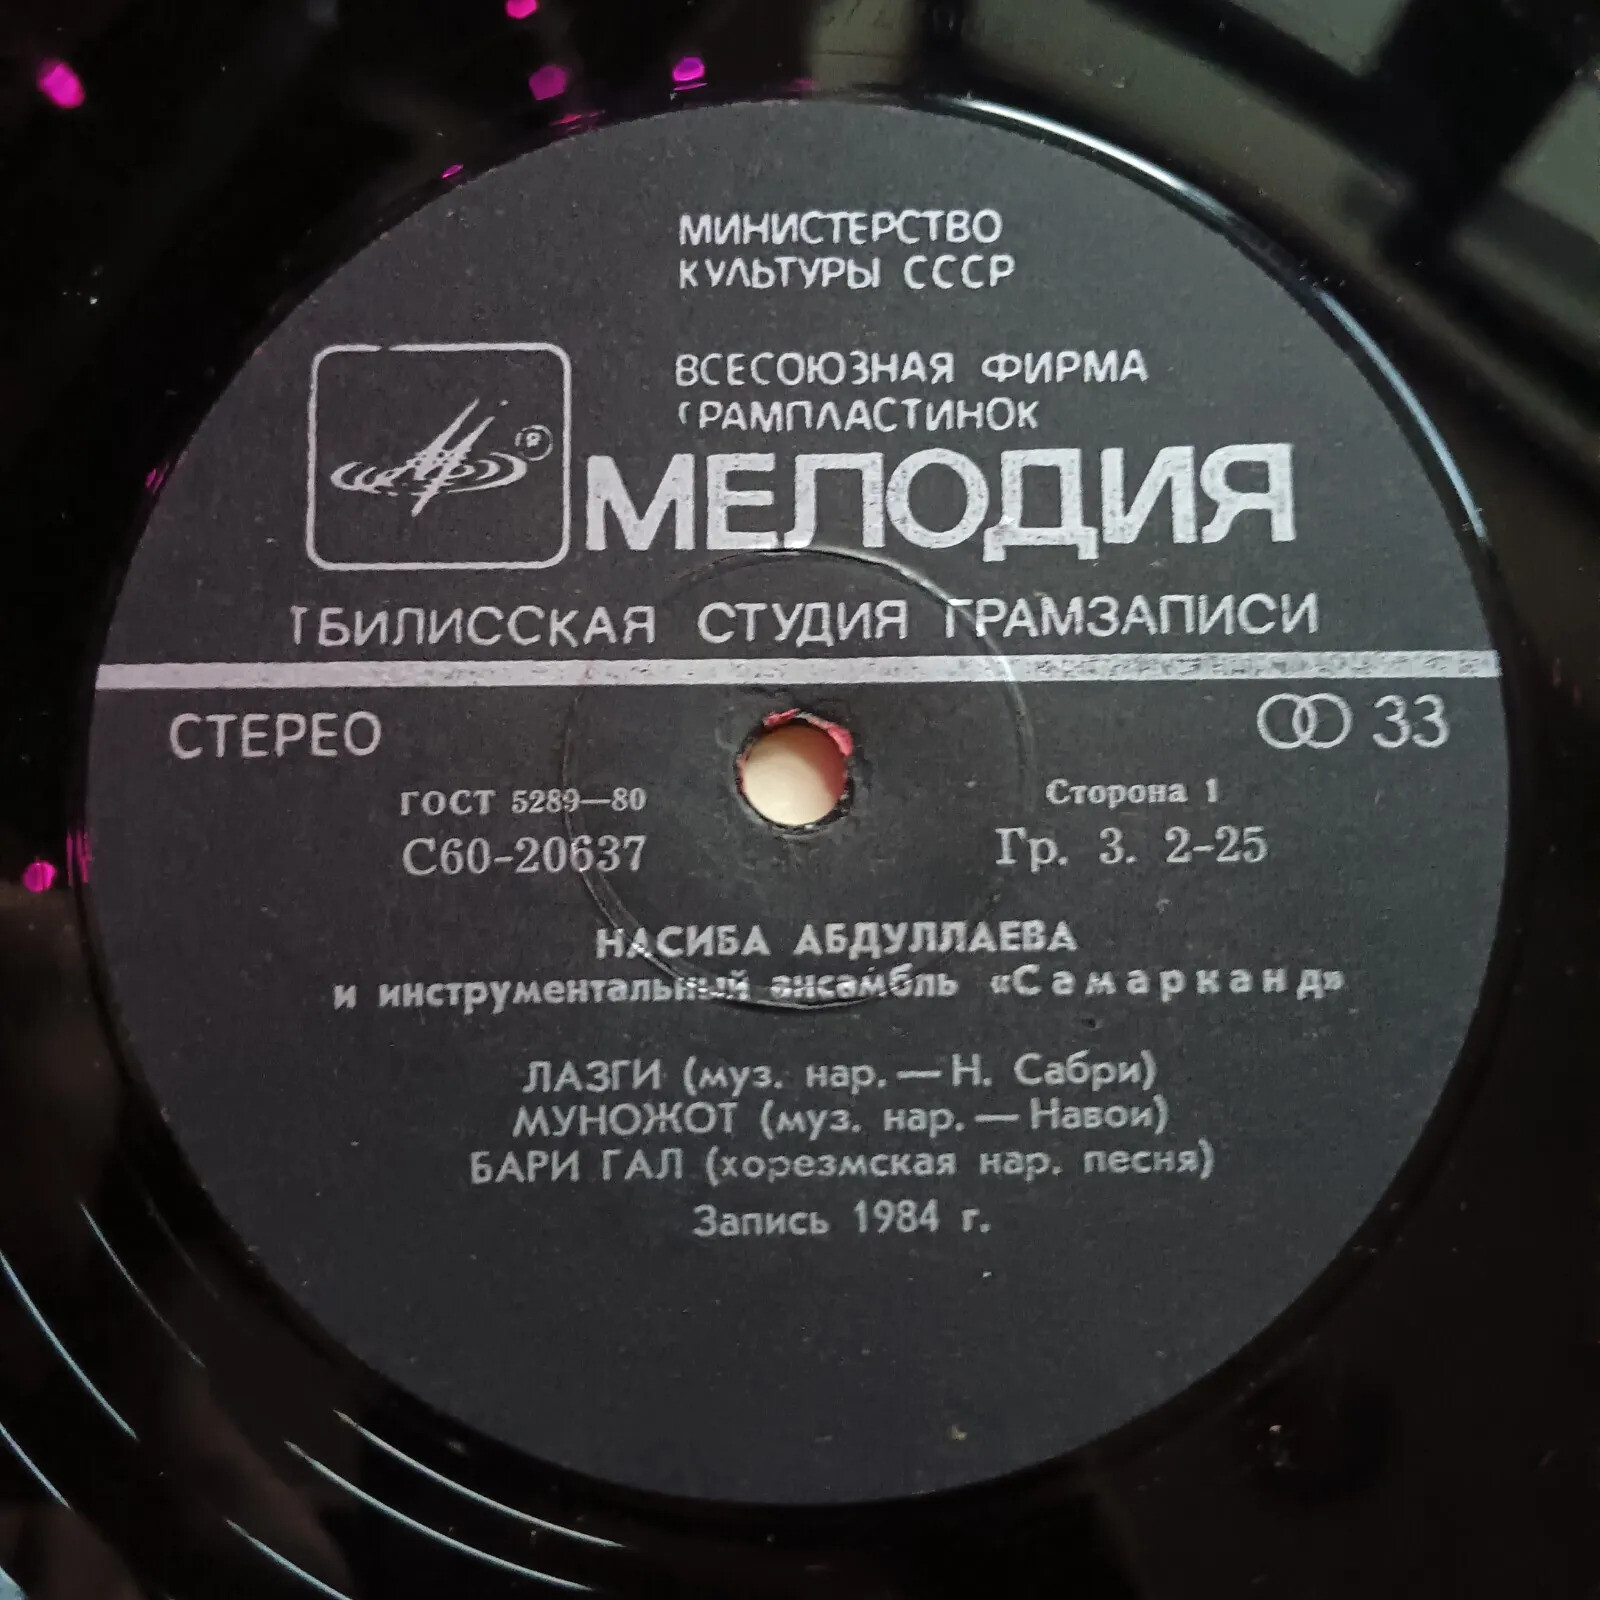 МИНИСТЕРСТВО
КУЛЬТУРЫ СССР
ВСЕСОЮЗНАЯ ФИРМА
ГРАМПЛАСТИНОК
МЕЛОДИЯ
ТБИЛИССКАЯ СТУДИЯ ГРАМЗАПИСИ
СТЕРЕО
33
ГОСТ 5289—80
Сторона 1
С60-20637
Гр. 3. 2-25
НАСИБА АБДУЛЛАЕВА
и инструментальный ансамбль «Самарканд»
ЛАЗГИ (муз. нар. — Н. Сабри)
МУНОЖОТ (муз. нар. — Навои)
БАРИ ГАЛ (хорезмская нар. песня)
Запись 1984 г.